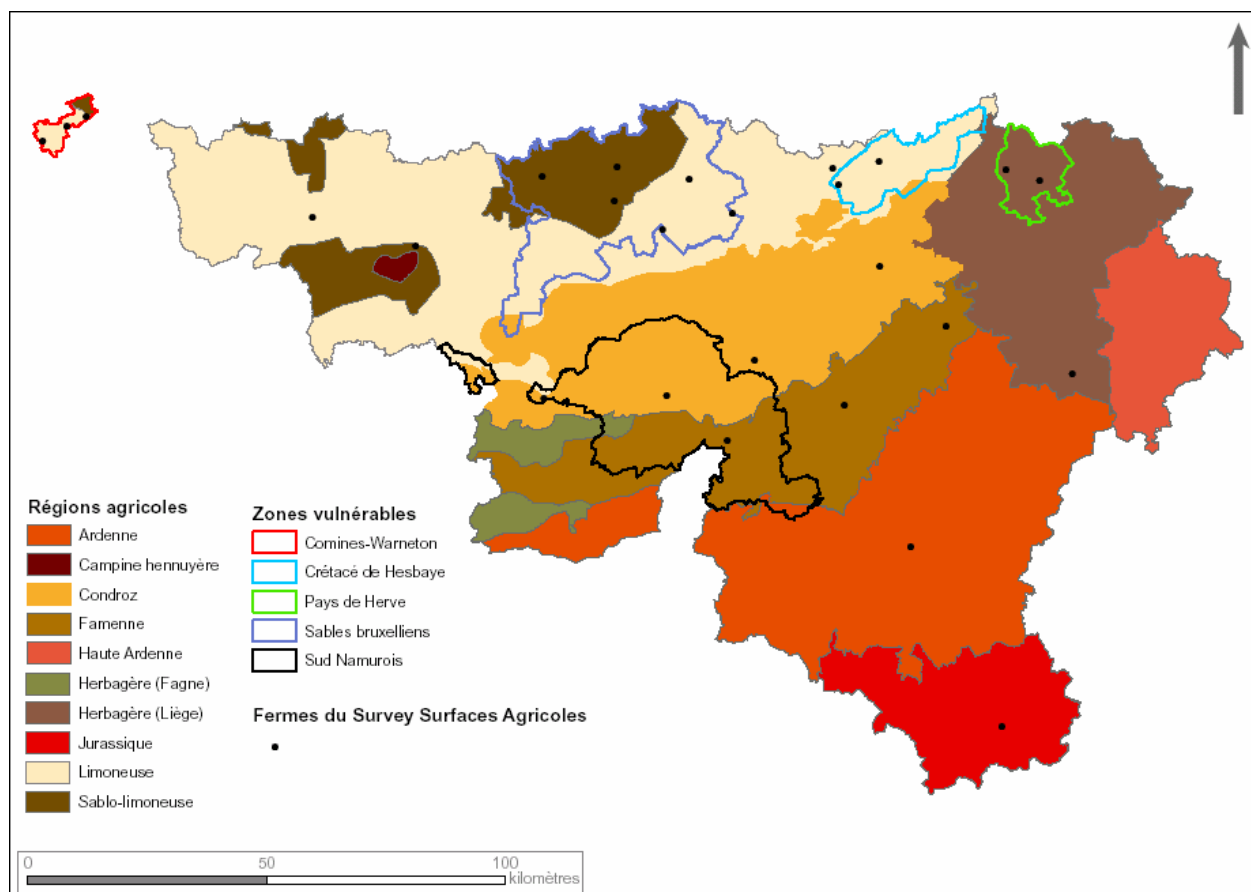 Régions agricoles
Ardenne
Campine hennuyère
Condroz
Famenne
Haute Ardenne
Herbagère (Fagne)
Herbagère (Liège)
Jurassique
Limoneuse
Sablo-limoneuse
Zones vulnérables
Comines-Warneton
Crétacé de Hesbaye
Pays de Herve
Sables bruxelliens
Sud Namurois
Fermes du Survey Surfaces Agricoles
0 50 100
kilomètres